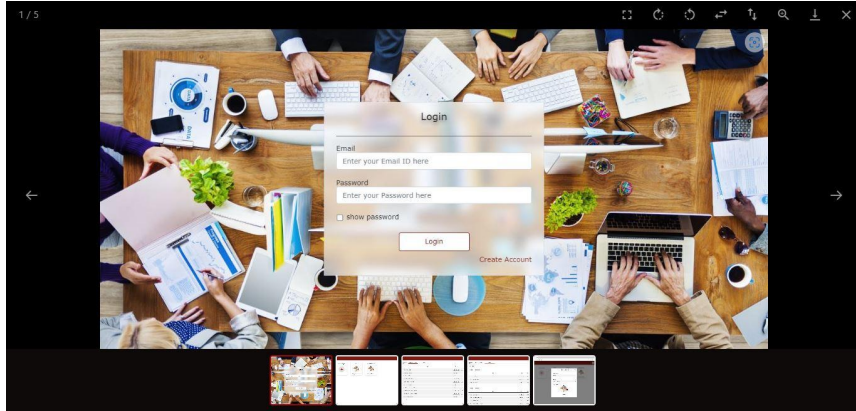 1 / 5
Login
Email
Enter your Email ID here
Password
Enter your Password here
show password
Login
Create Account